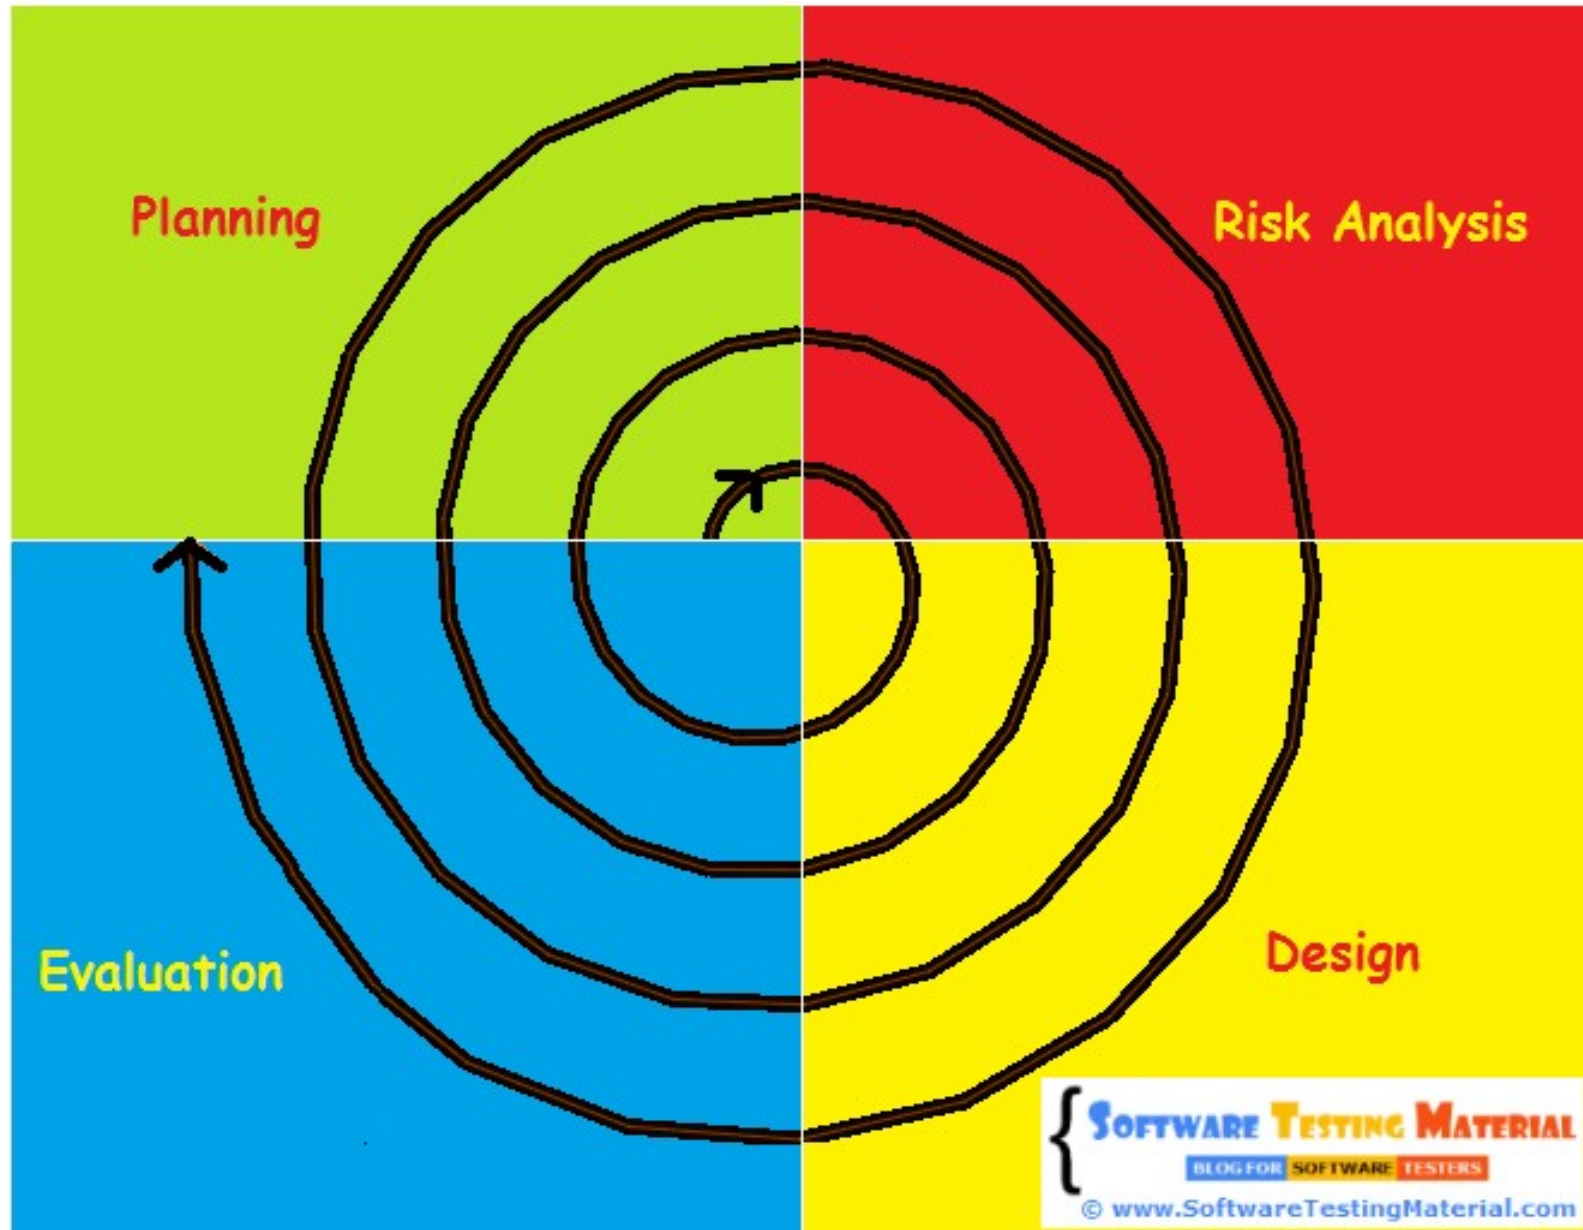 Planning
Risk Analysis
Evaluation
Design
{ SOFTWARE TESTING MATERIAL
BLOG FOR SOFTWARE TESTERS
© www.SoftwareTestingMaterial.com